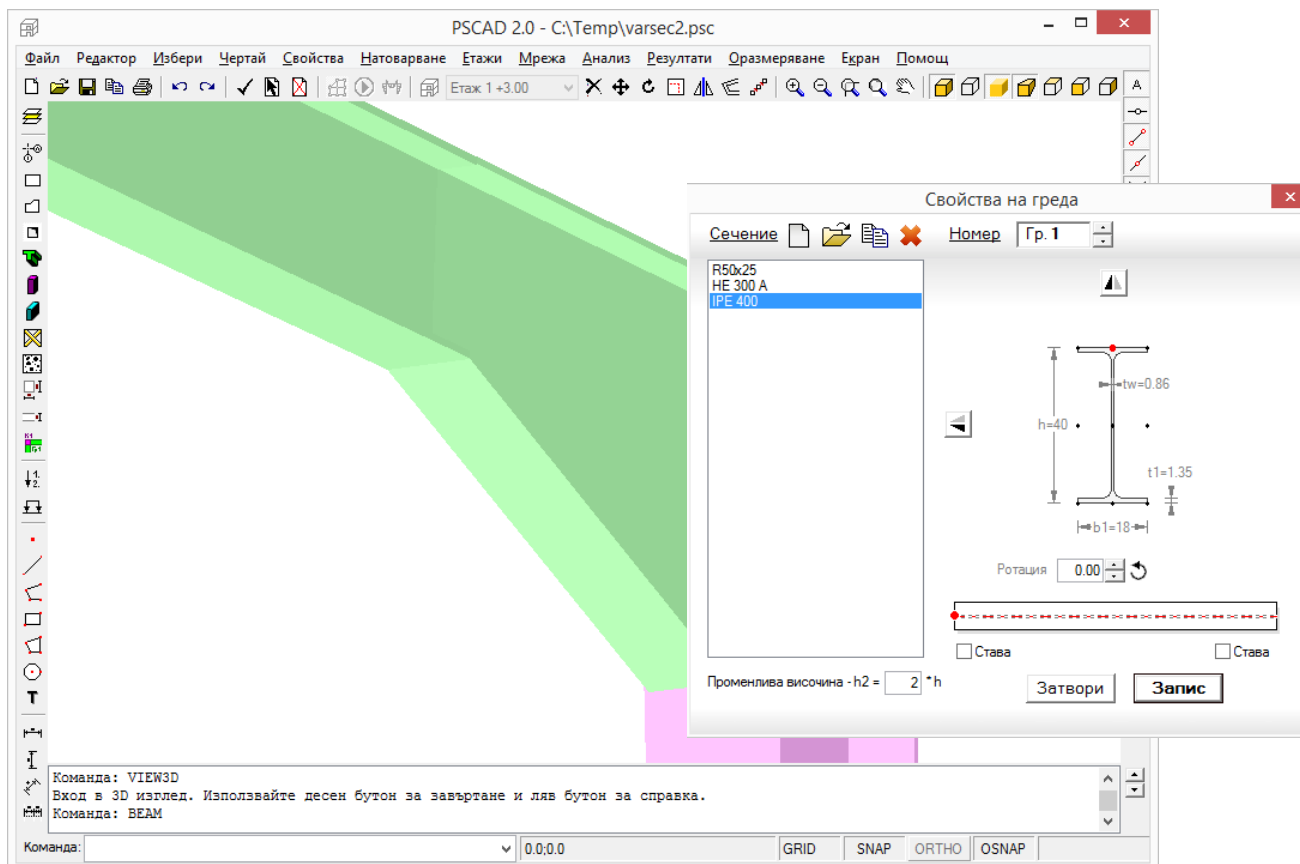 PSCAD 2.0 - C:\Temp\varsec2.psc
Файл Редактор Избери Чертай Свойства Натоварване Етажи Мрежа Анализ Резултати Оразмеряване Екран Помощ
Етаж 1 +3.00
A
Свойства на греда
Сечение Номер Гр. 1
R50x25
HE 300 A
IPE 400
tw=0.86
h=40
t1=1.35
b1=18
Ротация 0.00
Става Става
Променлива височина - h2 = 2 *h
Затвори Запис
T
Команда: VIEW3D
Вход в 3D изглед. Използвайте десен бутон за завъртане и ляв бутон за справка.
Команда: BEAM
Команда: 0.0;0.0 GRID SNAP ORTHO OSNAP